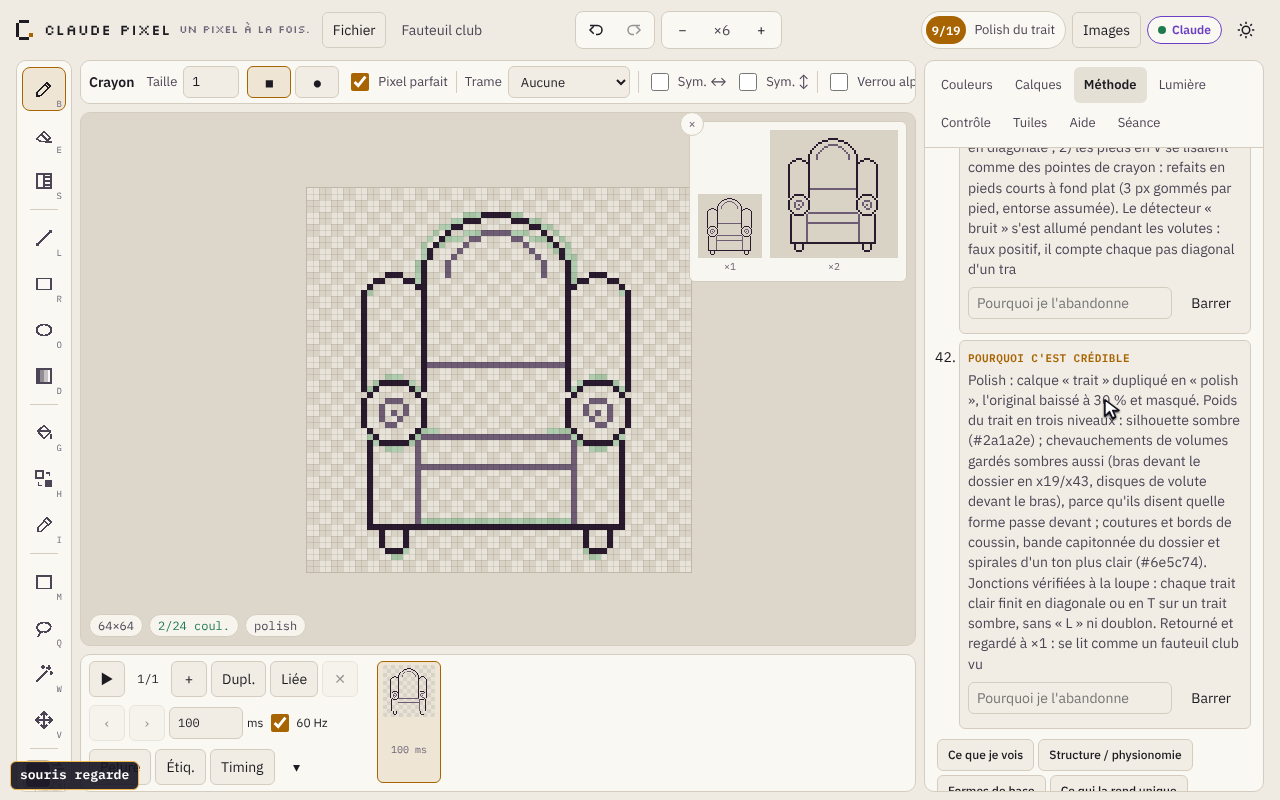 CLAUDE PIXEL UN PIXEL À LA FOIS. Fichier Fauteuil club − ×6 + 9/19 Polish du trait Images Claude
Crayon Taille 1 Pixel parfait Trame Aucune Sym. ↔ Sym. ↕ Verrou alp
B
E
S
L
R
O
D
G
H
I
M
Q
W
V
×
×1 ×2
64×64 2/24 coul. polish
1/1 + Dupl. Liée ×
‹ › 100 ms 60 Hz
Étiq. Timing ▼
100 ms
souris regarde
Couleurs Calques Méthode Lumière
Contrôle Tuiles Aide Séance
en diagonale ; 2) les pieds en V se lisaient
comme des pointes de crayon : refaits en
pieds courts à fond plat (3 px gommés par
pied, entorse assumée). Le détecteur «
bruit » s'est allumé pendant les volutes :
faux positif, il compte chaque pas diagonal
d'un tra
Pourquoi je l'abandonne Barrer
42. POURQUOI C'EST CRÉDIBLE
Polish : calque « trait » dupliqué en « polish
», l'original baissé à 30 % et masqué. Poids
du trait en trois niveaux : silhouette sombre
(#2a1a2e) ; chevauchements de volumes
gardés sombres aussi (bras devant le
dossier en x19/x43, disques de volute
devant le bras), parce qu'ils disent quelle
forme passe devant ; coutures et bords de
coussin, bande capitonnée du dossier et
spirales d'un ton plus clair (#6e5c74).
Jonctions vérifiées à la loupe : chaque trait
clair finit en diagonale ou en T sur un trait
sombre, sans « L » ni doublon. Retourné et
regardé à ×1 : se lit comme un fauteuil club
vu
Pourquoi je l'abandonne Barrer
Ce que je vois Structure / physionomie
Formes de base Ce qui la rend unique